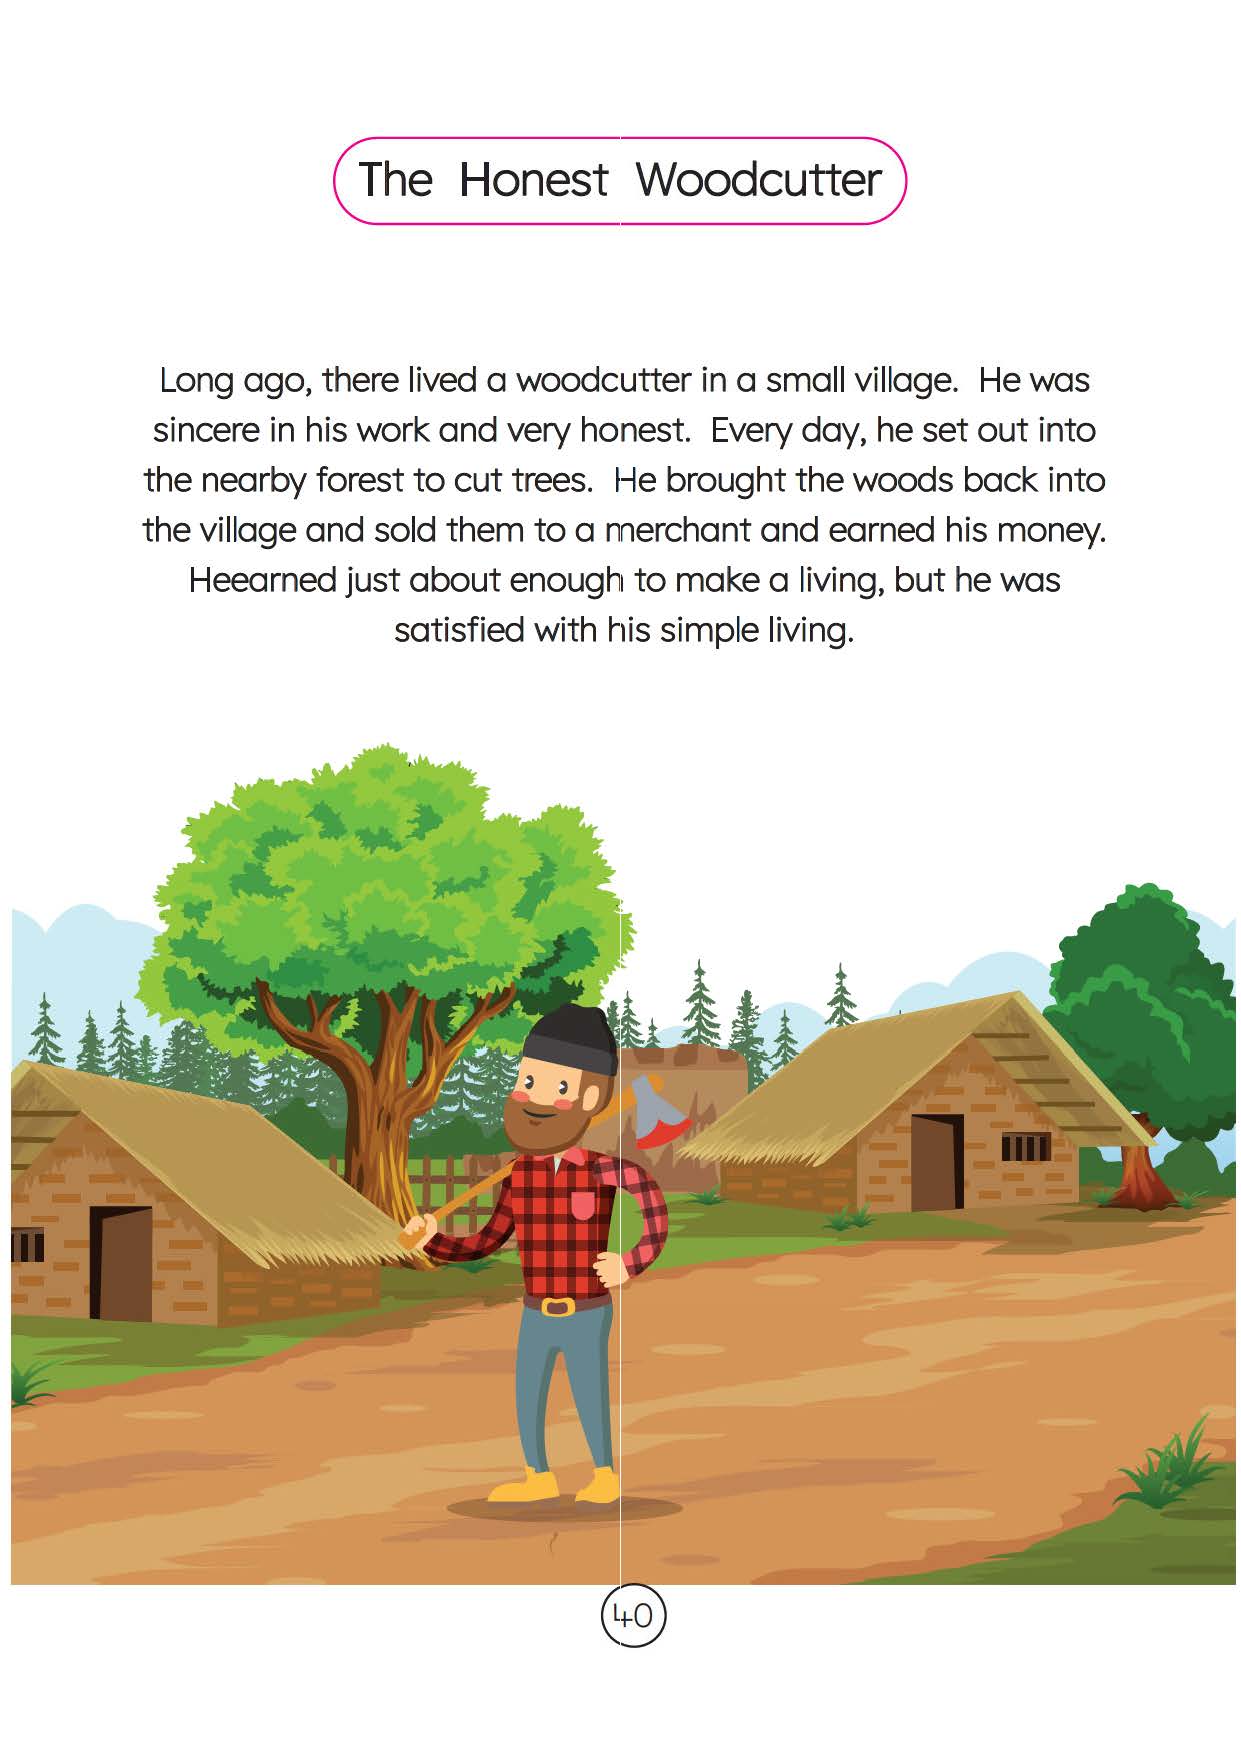 The Honest Woodcutter
Long ago, there lived a woodcutter in a small village. He was
sincere in his work and very honest. Every day, he set out into
the nearby forest to cut trees. He brought the woods back into
the village and sold them to a merchant and earned his money.
Heearned just about enough to make a living, but he was
satisfied with his simple living.
40